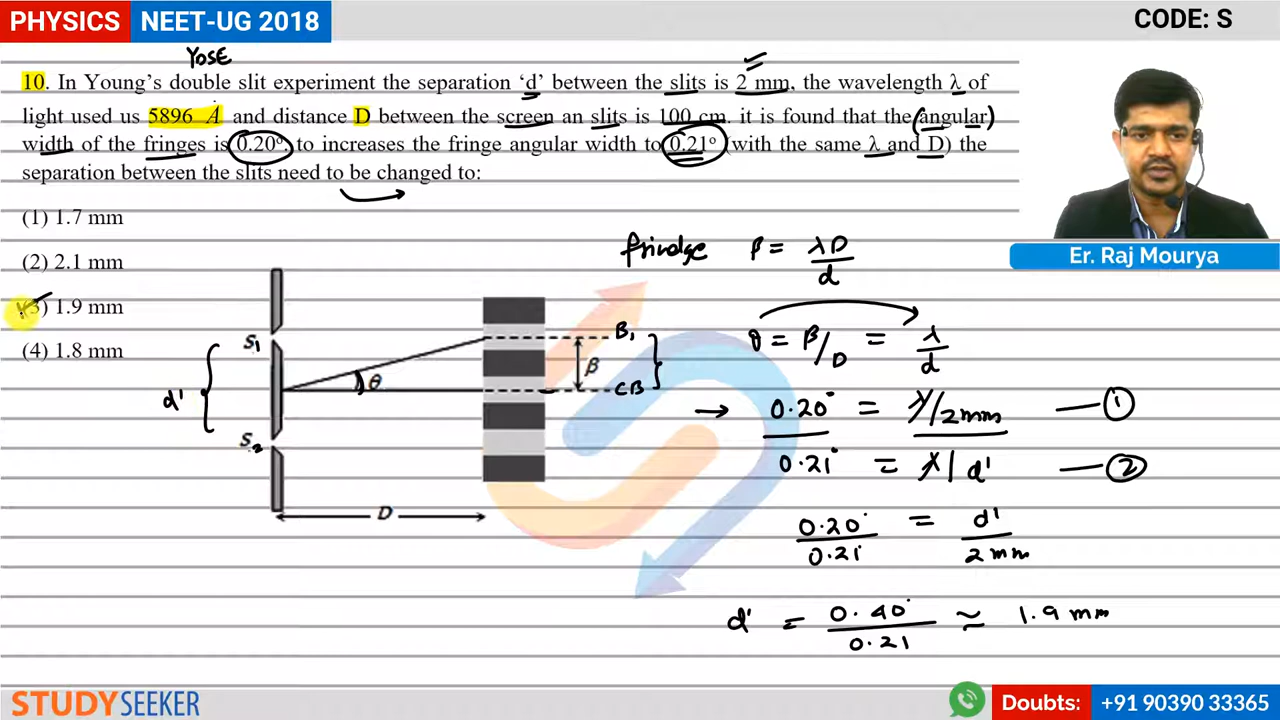 PHYSICS NEET-UG 2018
CODE: S
YDSE
10. In Young's double slit experiment the separation 'd' between the slits is 2 mm, the wavelength λ of
light used us 5896 Å and distance D between the screen an slits is 100 cm. it is found that the (angular)
width of the fringes is 0.20°. to increases the fringe angular width to 0.21° (with the same λ and D) the
separation between the slits need to be changed to:
(1) 1.7 mm
(2) 2.1 mm
(3) 1.9 mm
(4) 1.8 mm
Er. Raj Mourya
frindge β = λD/d
θ = β/D = λ/d
S1
S2
d'
θ
β
B1
CB
D
→ 0.20° = λ/2mm — 1
0.21° = λ/d' — 2
0.20°/0.21 = d'/2mm
d' = 0.40°/0.21 ≈ 1.9 mm
STUDY SEEKER
Doubts: +91 90390 33365